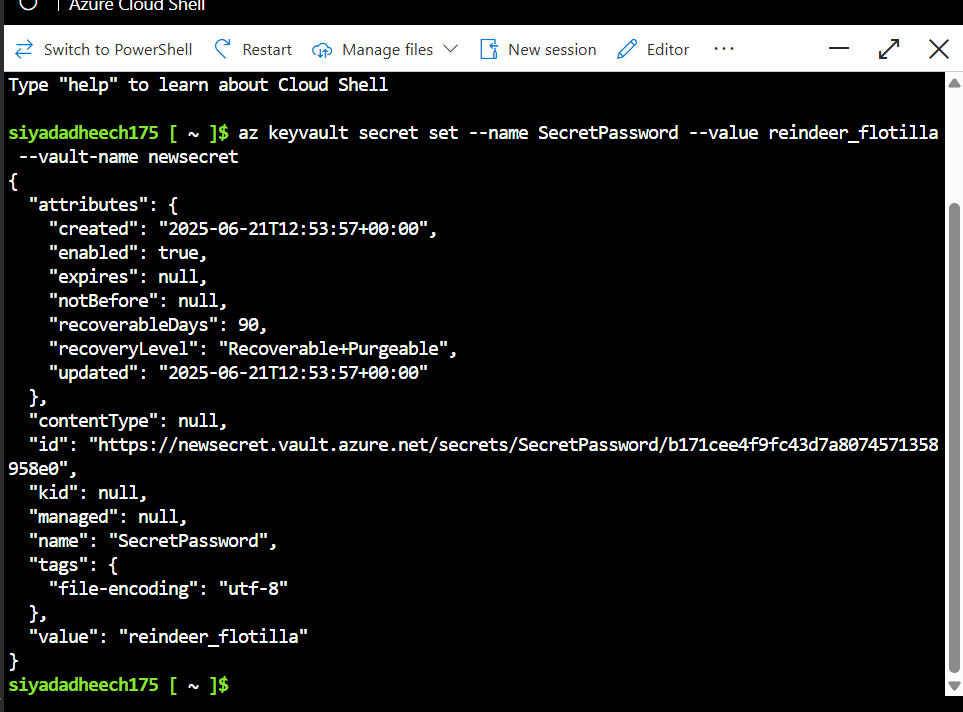 Azure Cloud Shell
Switch to PowerShell Restart Manage files New session Editor ...
Type "help" to learn about Cloud Shell
siyadadheech175 [ ~ ]$ az keyvault secret set --name SecretPassword --value reindeer_flotilla
--vault-name newsecret
{
"attributes": {
"created": "2025-06-21T12:53:57+00:00",
"enabled": true,
"expires": null,
"notBefore": null,
"recoverableDays": 90,
"recoveryLevel": "Recoverable+Purgeable",
"updated": "2025-06-21T12:53:57+00:00"
},
"contentType": null,
"id": "https://newsecret.vault.azure.net/secrets/SecretPassword/b171cee4f9fc43d7a8074571358
958e0",
"kid": null,
"managed": null,
"name": "SecretPassword",
"tags": {
"file-encoding": "utf-8"
},
"value": "reindeer_flotilla"
}
siyadadheech175 [ ~ ]$